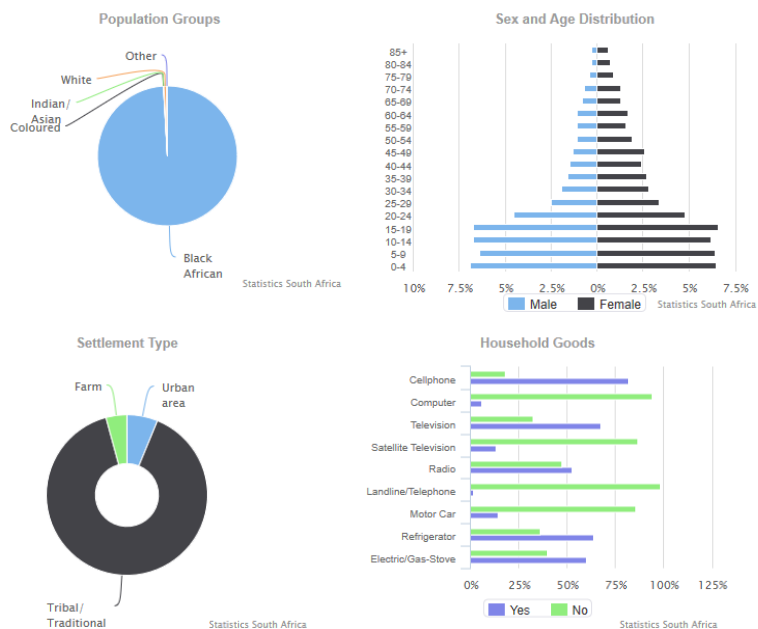 Population Groups
Other
White
Indian/
Asian
Coloured
Black
African
Statistics South Africa
Sex and Age Distribution
85+
80-84
75-79
70-74
65-69
60-64
55-59
50-54
45-49
40-44
35-39
30-34
25-29
20-24
15-19
10-14
5-9
0-4
10% 7.5% 5% 2.5% 0% 2.5% 5% 7.5%
Male Female
Statistics South Africa
Settlement Type
Farm
Urban
area
Tribal/
Traditional
Statistics South Africa
Household Goods
Cellphone
Computer
Television
Satellite Television
Radio
Landline/Telephone
Motor Car
Refrigerator
Electric/Gas-Stove
0% 25% 50% 75% 100% 125%
Yes No
Statistics South Africa